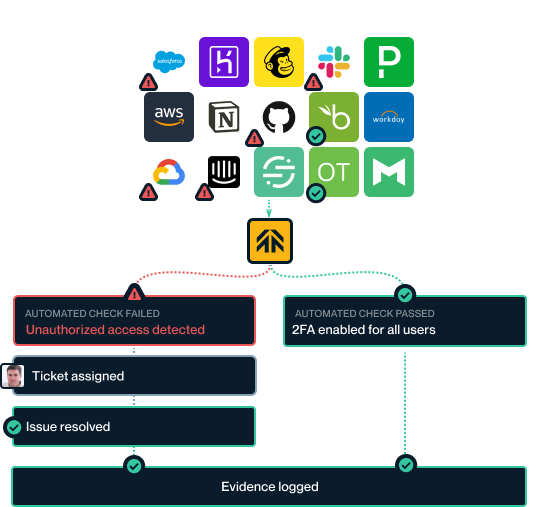 salesforce
aws
N
workday
OT
AUTOMATED CHECK FAILED
Unauthorized access detected
AUTOMATED CHECK PASSED
2FA enabled for all users
Ticket assigned
Issue resolved
Evidence logged